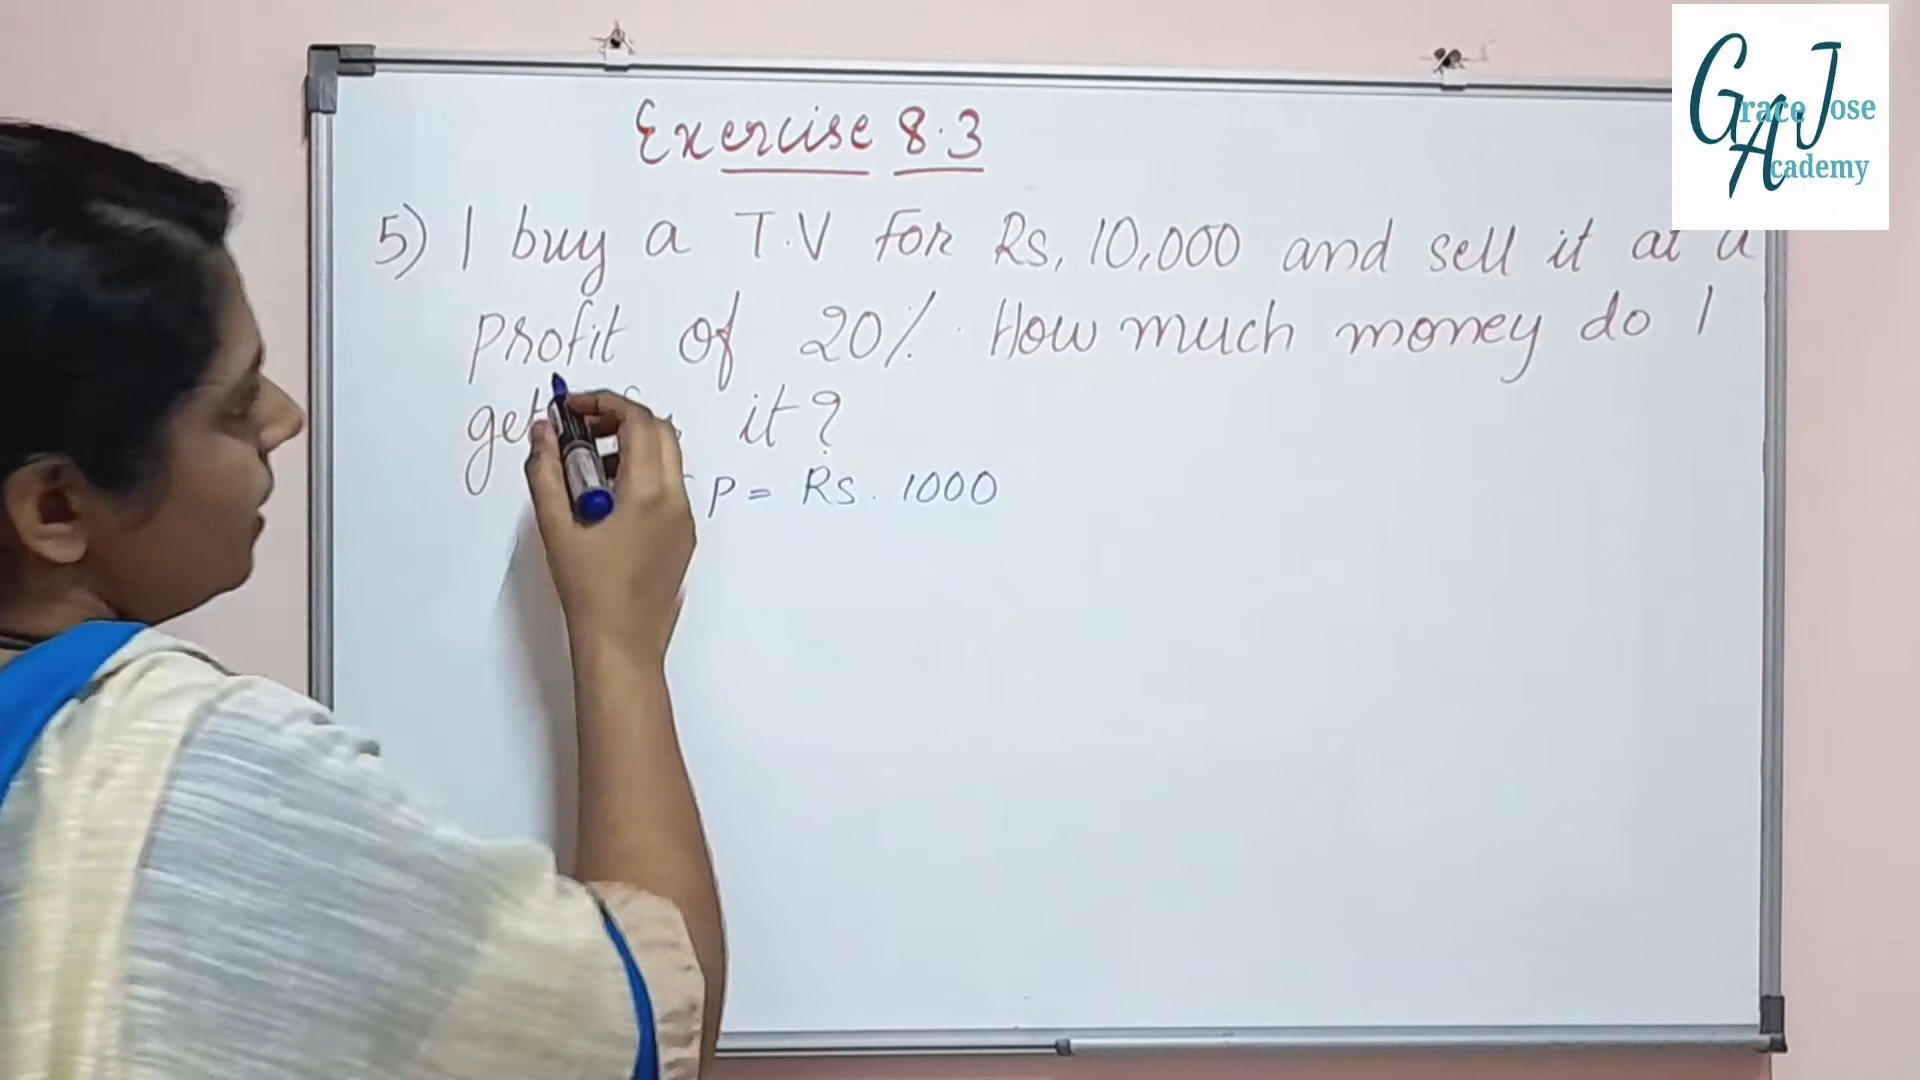 Grace Jose
Academy
Exercise 8.3
5) I buy a T.V for Rs, 10,000 and sell it at a
profit of 20%. How much money do I
get it?
P = Rs. 1000